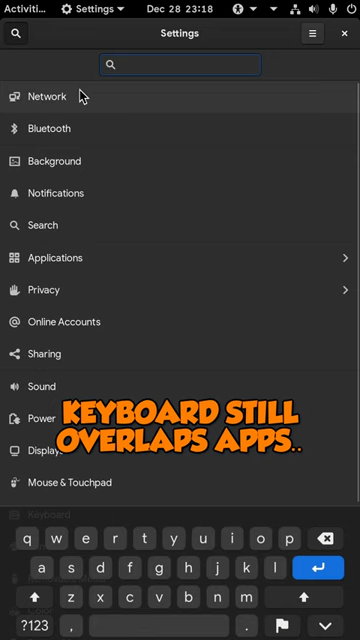 Activiti... Settings Dec 28 23:18
Settings
Network
Bluetooth
Background
Notifications
Search
Applications
Privacy
Online Accounts
Sharing
Sound
Power
KEYBOARD STILL
OVERLAPS APPS..
Display
Mouse & Touchpad
Keyboard
q w e r t y u i o p
a s d f g h j k l
z x c v b n m
?123 , .